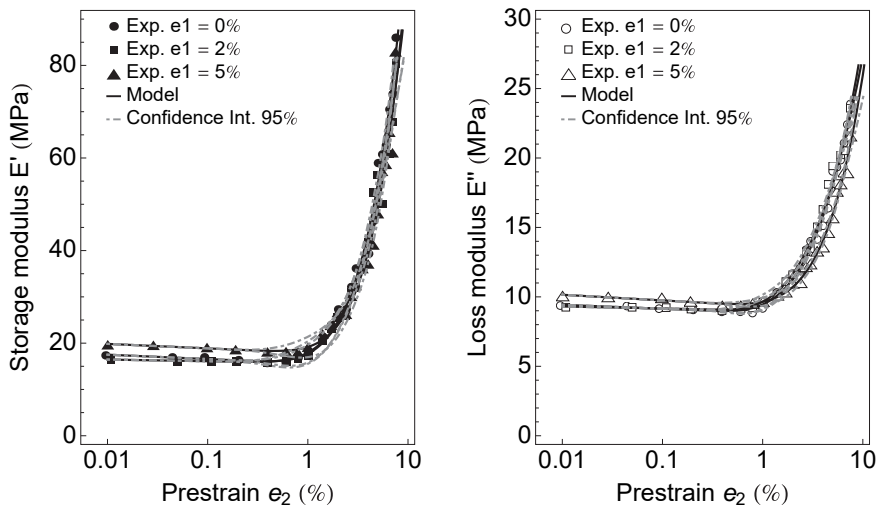 Exp. e1 = 0%
Exp. e1 = 2%
Exp. e1 = 5%
Model
Confidence Int. 95%
Storage modulus E' (MPa)
80
60
40
20
0
0.01 0.1 1 10
Prestrain e2 (%)
Exp. e1 = 0%
Exp. e1 = 2%
Exp. e1 = 5%
Model
Confidence Int. 95%
Loss modulus E'' (MPa)
30
25
20
15
10
5
0
0.01 0.1 1 10
Prestrain e2 (%)